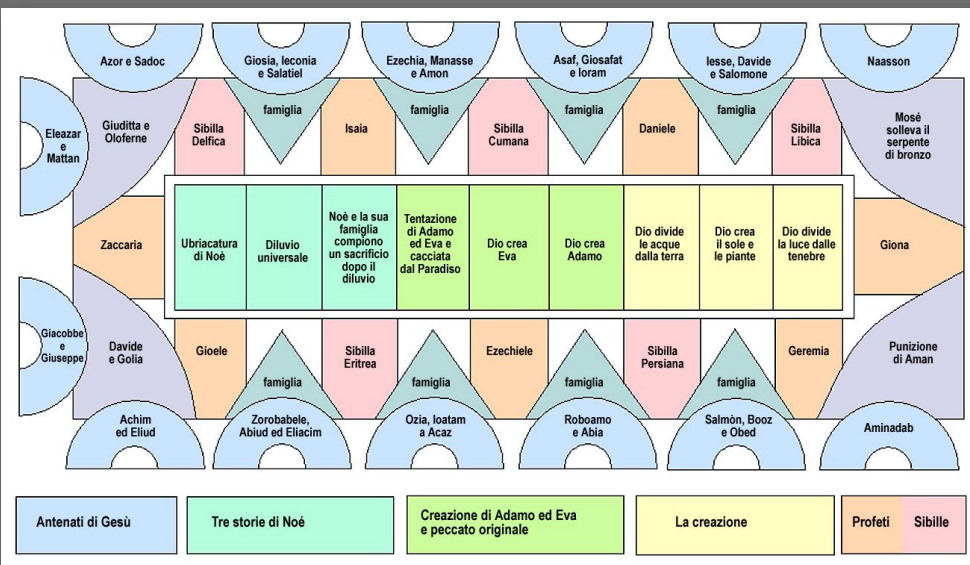 Azor e Sadoc
Giosia, Ieconia
e Salatiel
Ezechia, Manasse
e Amon
Asaf, Giosafat
e Ioram
Iesse, Davide
e Salomone
Naasson
Eleazar
e
Mattan
Giuditta e
Oloferne
Sibilla
Delfica
famiglia
Isaia
famiglia
Sibilla
Cumana
famiglia
Daniele
famiglia
Sibilla
Libica
Mosé
solleva il
serpente
di bronzo
Zaccaria
Ubriacatura
di Noè
Diluvio
universale
Noè e la sua
famiglia
compiono
un sacrificio
dopo il
diluvio
Tentazione
di Adamo
ed Eva e
cacciata
dal Paradiso
Dio crea
Eva
Dio crea
Adamo
Dio divide
le acque
dalla terra
Dio crea
il sole e
le piante
Dio divide
la luce dalle
tenebre
Giona
Giacobbe
e
Giuseppe
Davide
e Golia
Gioele
famiglia
Sibilla
Eritrea
famiglia
Ezechiele
famiglia
Sibilla
Persiana
famiglia
Geremia
Punizione
di Aman
Achim
ed Eliud
Zorobabele,
Abiud ed Eliacim
Ozia, Ioatam
a Acaz
Roboamo
e Abia
Salmòn, Booz
e Obed
Aminadab
Antenati di Gesù
Tre storie di Noé
Creazione di Adamo ed Eva
e peccato originale
La creazione
Profeti
Sibille